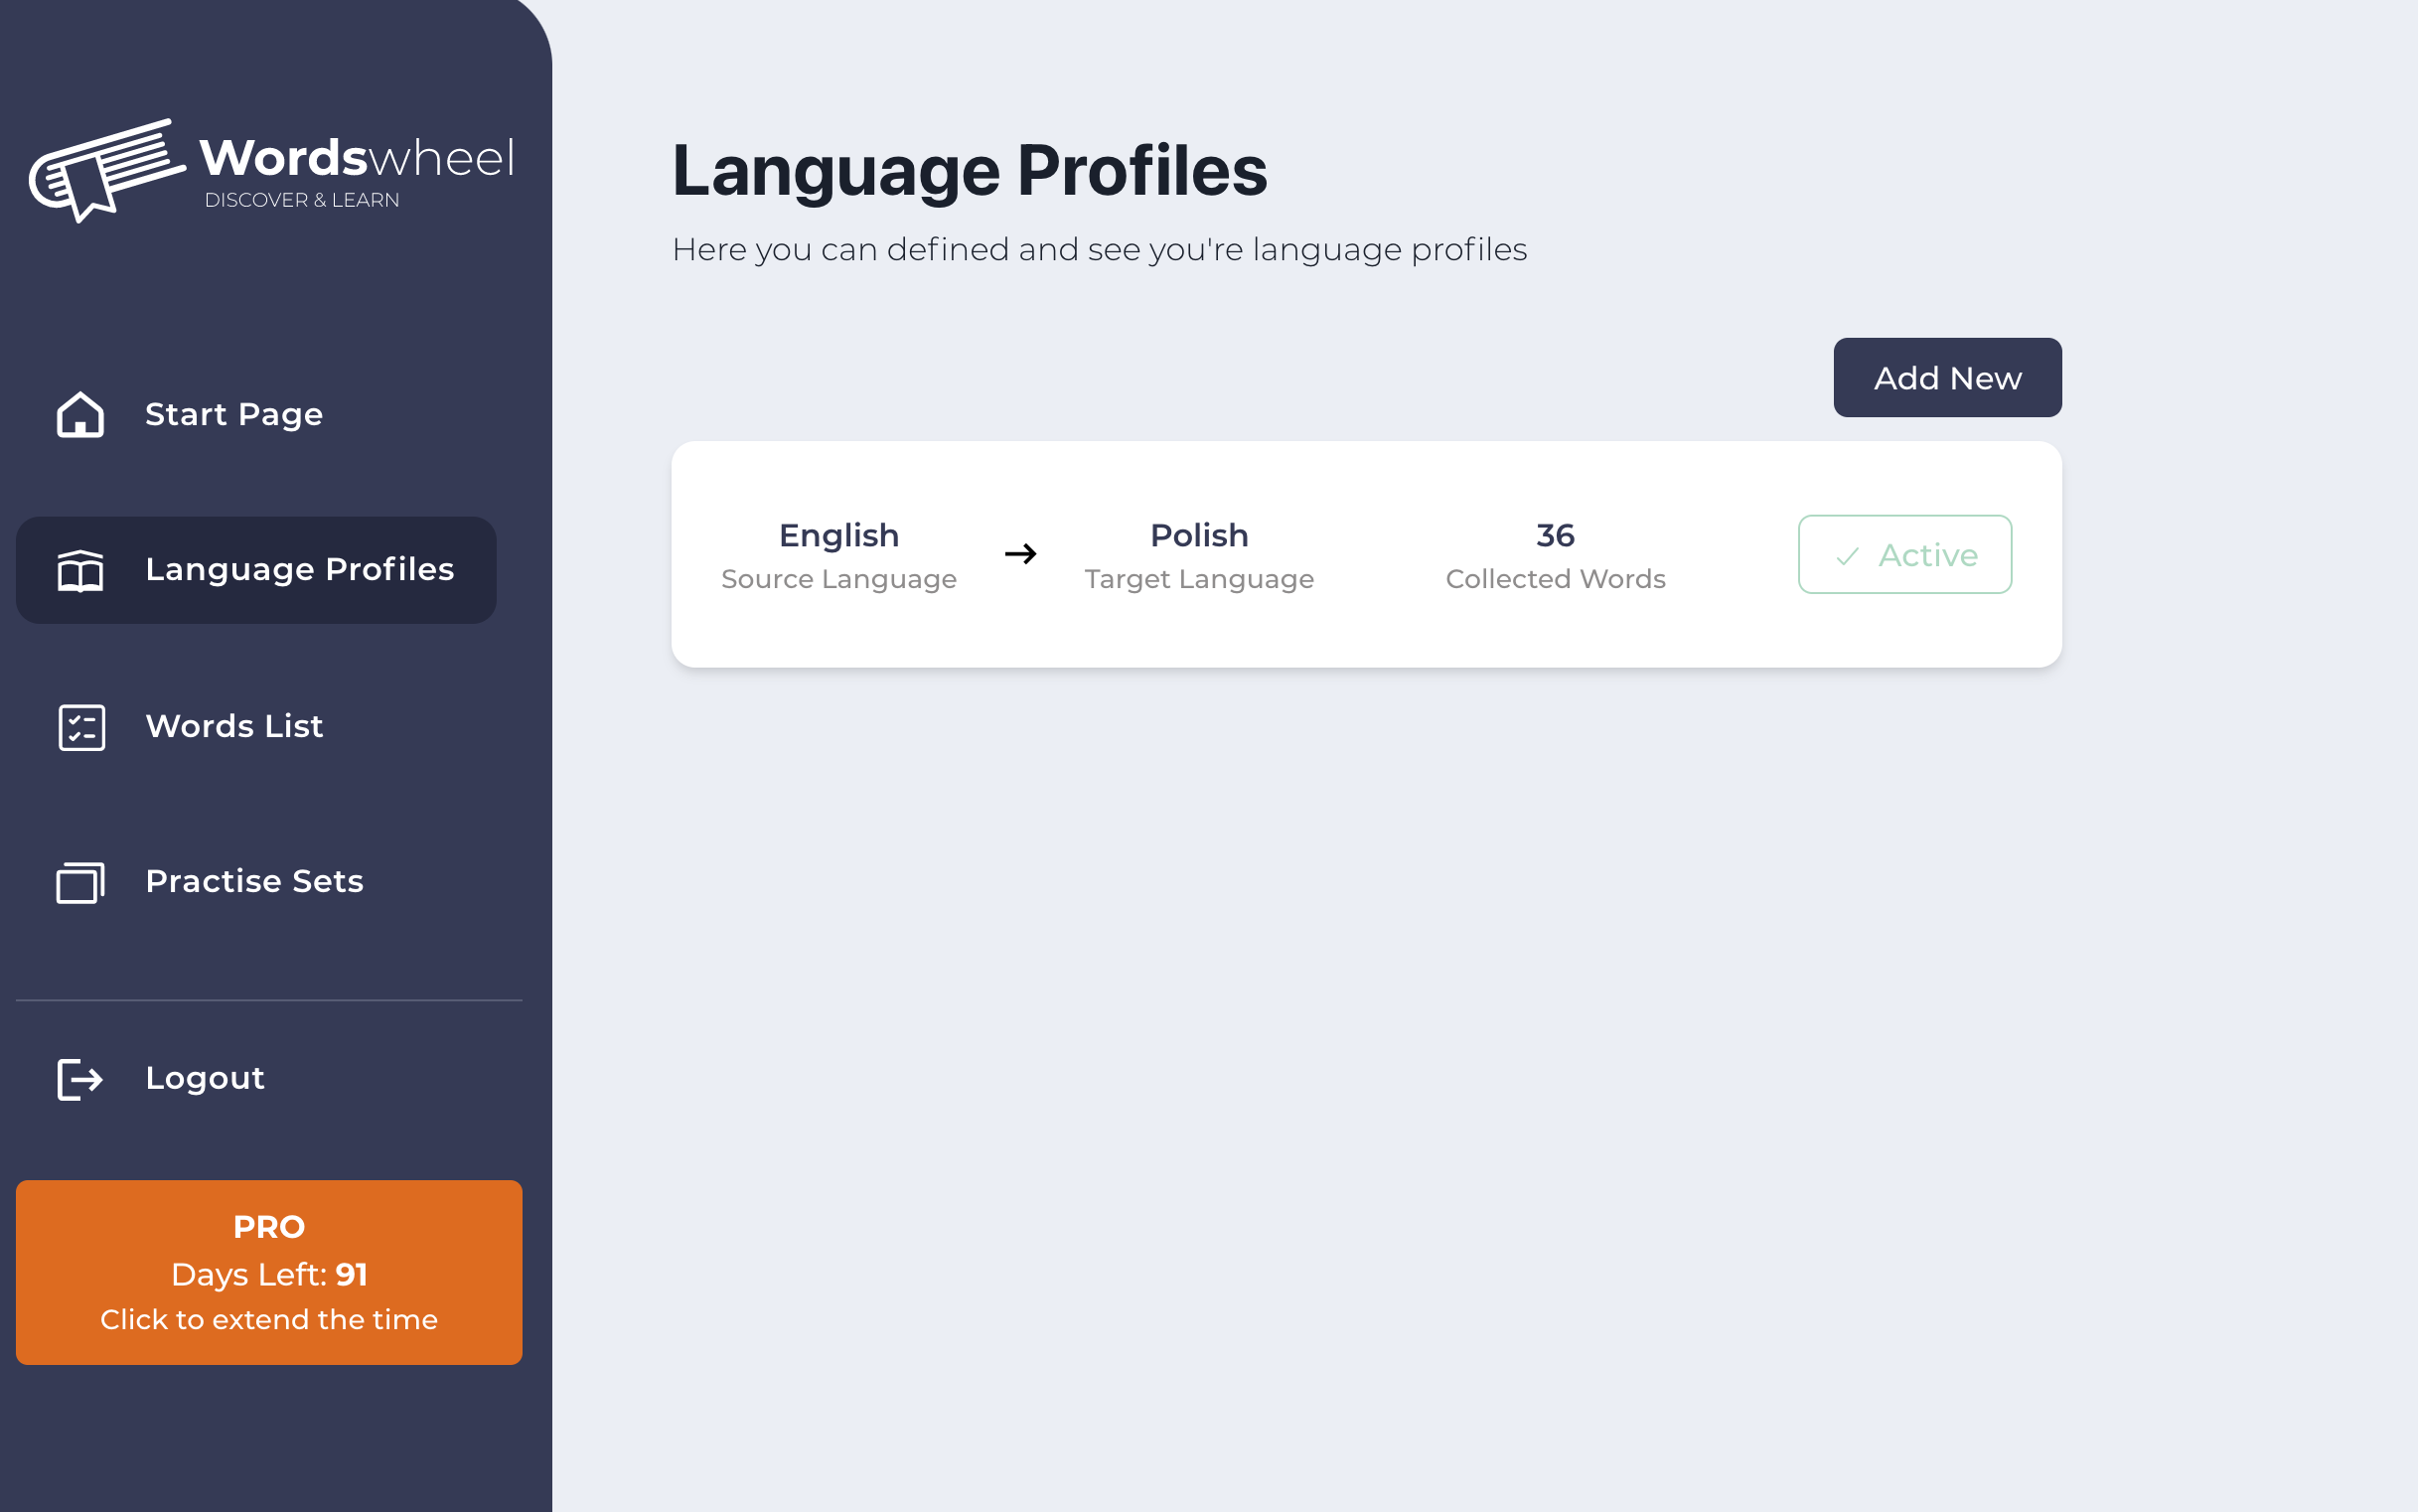 Wordswheel
DISCOVER & LEARN
Start Page
Language Profiles
Words List
Practise Sets
Logout
PRO
Days Left: 91
Click to extend the time
Language Profiles
Here you can defined and see you're language profiles
Add New
English
Source Language
Polish
Target Language
36
Collected Words
Active